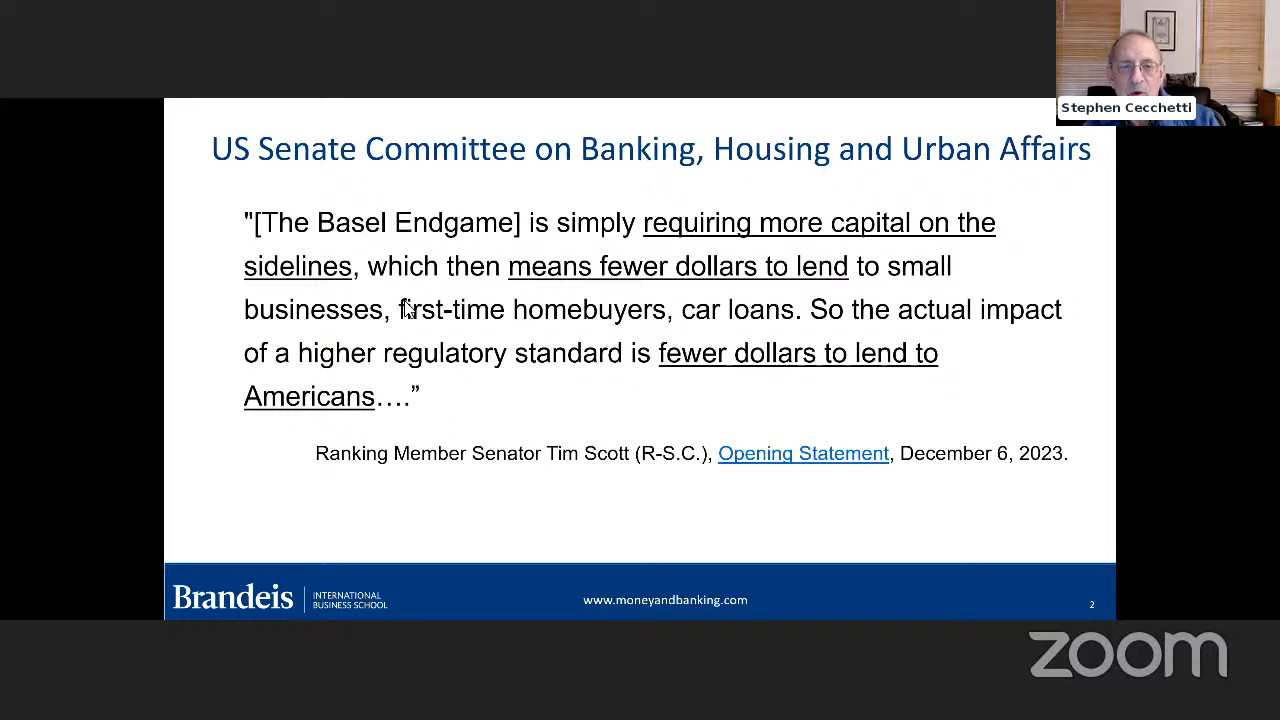 Stephen Cecchetti
US Senate Committee on Banking, Housing and Urban Affairs
"[The Basel Endgame] is simply requiring more capital on the
sidelines, which then means fewer dollars to lend to small
businesses, first-time homebuyers, car loans. So the actual impact
of a higher regulatory standard is fewer dollars to lend to
Americans….”
Ranking Member Senator Tim Scott (R-S.C.), Opening Statement, December 6, 2023.
Brandeis
INTERNATIONAL
BUSINESS SCHOOL
www.moneyandbanking.com
2
zoom